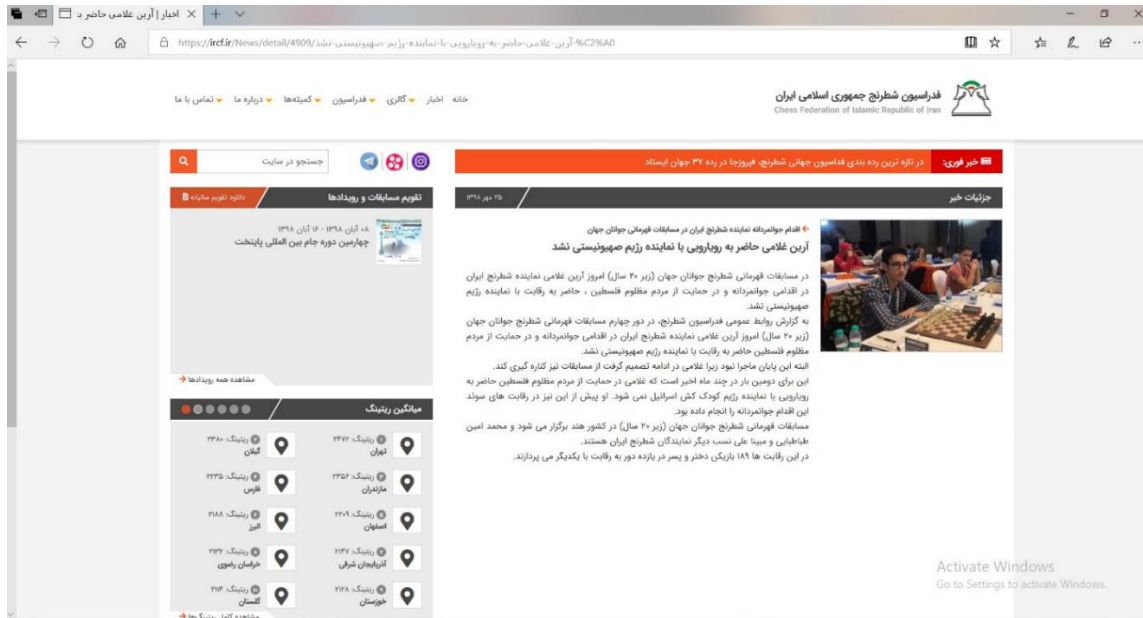 اخبار | آرین غلامی حاضر به
https://ircf.ir/News/detail/4909/آرین-غلامی-حاضر-به-رویارویی-با-نماینده-رژیم-صهیونیستی-نشد-%C2%A0
فدراسیون شطرنج جمهوری اسلامی ایران
Chess Federation of Islamic Republic of Iran
خانه اخبار گالری فدراسیون کمیته‌ها درباره ما تماس با ما
خبر فوری:
در تازه ترین رده بندی فداسیون جهانی شطرنج، فیروزجا در رده ۳۷ جهان ایستاد
جستجو در سایت
جزئیات خبر
۲۵ مهر ۱۳۹۸
اقدام جوانمردانه نماینده شطرنج ایران در مسابقات قهرمانی جوانان جهان
آرین غلامی حاضر به رویارویی با نماینده رژیم صهیونیستی نشد
در مسابقات قهرمانی شطرنج جوانان جهان (زیر ۲۰ سال) امروز آرین غلامی نماینده شطرنج ایران
در اقدامی جوانمردانه و در حمایت از مردم مظلوم فلسطین ، حاضر به رقابت با نماینده رژیم
صهیونیستی نشد.
به گزارش روابط عمومی فدراسیون شطرنج، در دور چهارم مسابقات قهرمانی شطرنج جوانان جهان
(زیر ۲۰ سال) امروز آرین غلامی نماینده شطرنج ایران در اقدامی جوانمردانه و در حمایت از مردم
مظلوم فلسطین حاضر به رقابت با نماینده رژیم صهیونیستی نشد.
البته این پایان ماجرا نبود زیرا غلامی در ادامه تصمیم گرفت از مسابقات نیز کناره گیری کند.
این برای دومین بار در چند ماه اخیر است که غلامی در حمایت از مردم مظلوم فلسطین حاضر به
رویارویی با نماینده رژیم کودک کش اسرائیل نمی شود. او پیش از این نیز در رقابت های سوئد
این اقدام جوانمردانه را انجام داده بود.
مسابقات قهرمانی شطرنج جوانان جهان (زیر ۲۰ سال) در کشور هند برگزار می شود و محمد امین
طباطبایی و مبینا علی نسب دیگر نمایندگان شطرنج ایران هستند.
در این رقابت ها ۱۸۹ بازیکن دختر و پسر در یازده دور به رقابت با یکدیگر می پردازند.
تقویم مسابقات و رویدادها
دانلود تقویم سالیانه
۰۸ آبان ۱۳۹۸ - ۱۶ آبان ۱۳۹۸
چهارمین دوره جام بین المللی پایتخت
مشاهده همه رویدادها
میانگین ریتینگ
ریتینگ: ۲۴۷۲
تهران
ریتینگ: ۲۳۸۰
گیلان
ریتینگ: ۲۳۵۶
مازندران
ریتینگ: ۲۲۳۵
فارس
ریتینگ: ۲۲۰۹
اصفهان
ریتینگ: ۲۱۸۸
البرز
ریتینگ: ۲۱۴۷
آذربایجان شرقی
ریتینگ: ۲۱۳۷
خراسان رضوی
ریتینگ: ۲۱۲۸
خوزستان
ریتینگ: ۲۱۱۴
گلستان
مشاهده کامل ریتینگ ها
Activate Windows
Go to Settings to activate Windows.